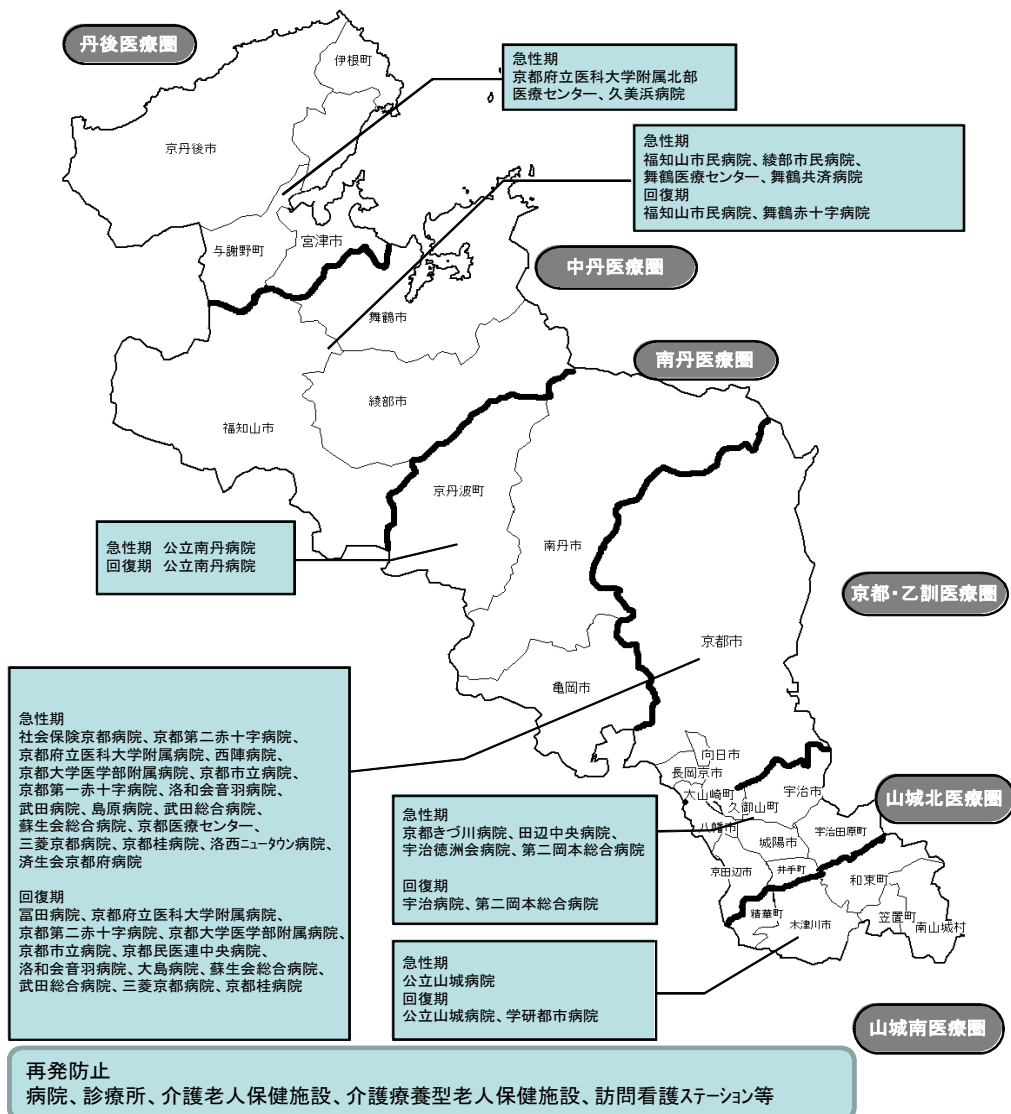 丹後医療圏
伊根町
急性期
京都府立医科大学附属北部
医療センター、久美浜病院
京丹後市
急性期
福知山市民病院、綾部市民病院、
舞鶴医療センター、舞鶴共済病院
回復期
福知山市民病院、舞鶴赤十字病院
与謝野町
宮津市
中丹医療圏
舞鶴市
南丹医療圏
綾部市
福知山市
京丹波町
南丹市
急性期 公立南丹病院
回復期 公立南丹病院
京都・乙訓医療圏
京都市
亀岡市
急性期
社会保険京都病院、京都第二赤十字病院、
京都府立医科大学附属病院、西陣病院、
京都大学医学部附属病院、京都市立病院、
京都第一赤十字病院、洛和会音羽病院、
武田病院、島原病院、武田総合病院、
蘇生会総合病院、京都医療センター、
三菱京都病院、京都桂病院、洛西ニュータウン病院、
済生会京都府病院
回復期
冨田病院、京都府立医科大学附属病院、
京都第二赤十字病院、京都大学医学部附属病院、
京都市立病院、京都民医連中央病院、
洛和会音羽病院、大島病院、蘇生会総合病院、
武田総合病院、三菱京都病院、京都桂病院
向日市
長岡京市
大山崎町
久御山町
宇治市
山城北医療圏
八幡市
城陽市
宇治田原町
京田辺市
井手町
和束町
精華町
木津川市
笠置町
南山城村
急性期
京都きづ川病院、田辺中央病院、
宇治徳洲会病院、第二岡本総合病院
回復期
宇治病院、第二岡本総合病院
急性期
公立山城病院
回復期
公立山城病院、学研都市病院
山城南医療圏
再発防止
病院、診療所、介護老人保健施設、介護療養型老人保健施設、訪問看護ステーション等